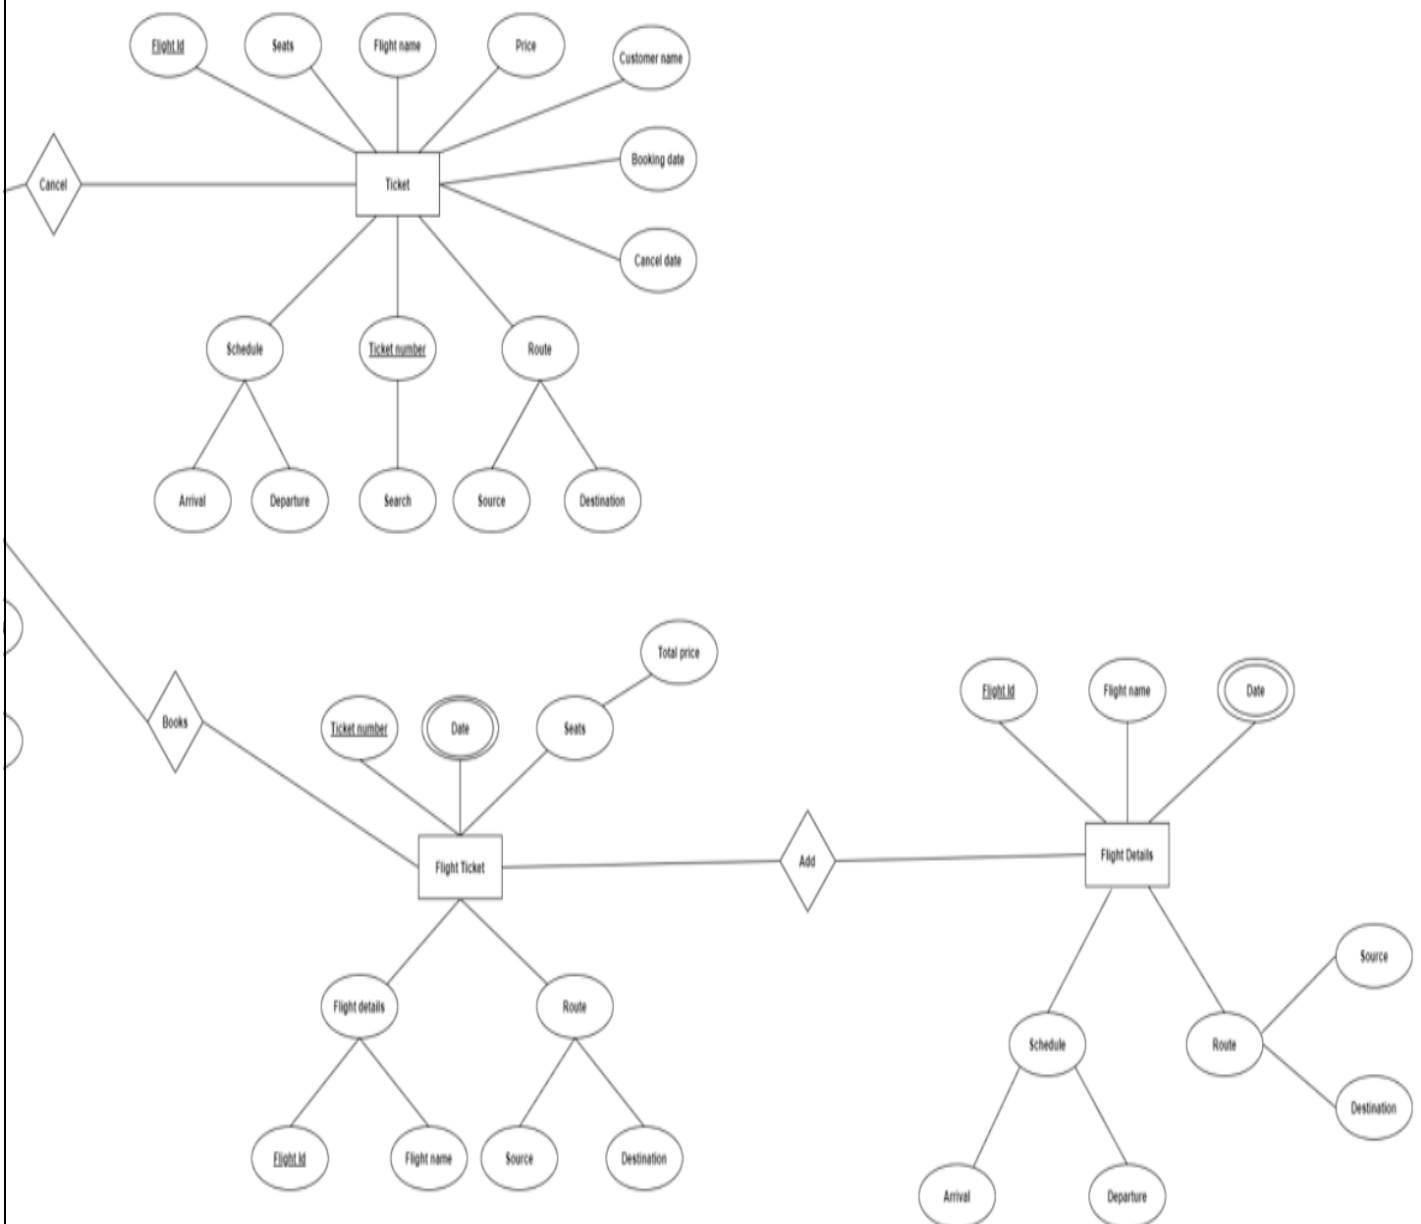 Flight Id
Seats
Flight name
Price
Customer name
Booking date
Cancel
Ticket
Cancel date
Schedule
Ticket number
Route
Arrival
Departure
Search
Source
Destination
Total price
Books
Ticket number
Date
Seats
Flight Id
Flight name
Date
Flight Ticket
Add
Flight Details
Flight details
Route
Source
Schedule
Route
Destination
Flight Id
Flight name
Source
Destination
Arrival
Departure